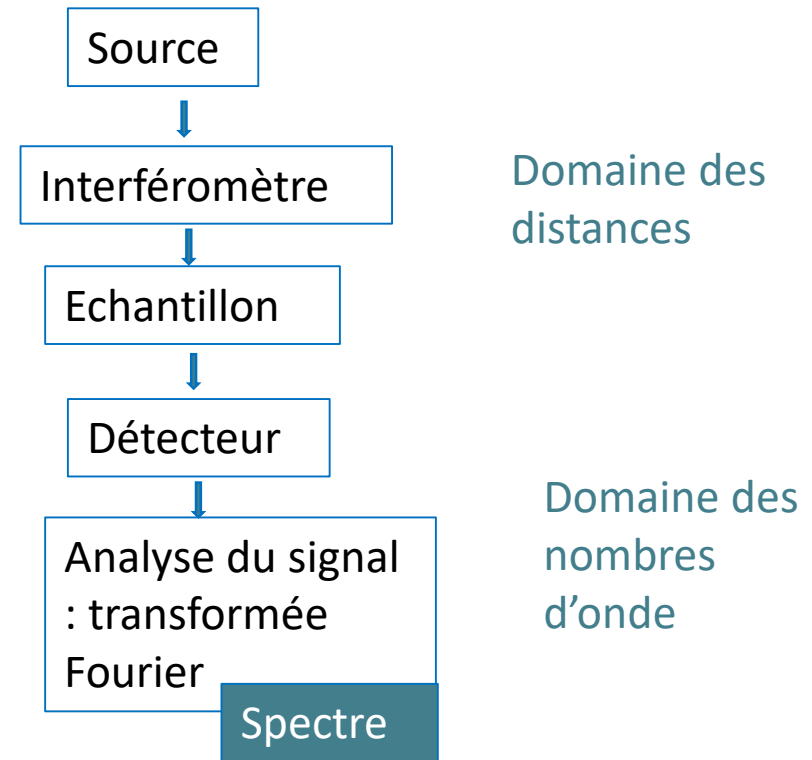 Source
Interféromètre
Domaine des
distances
Echantillon
Détecteur
Analyse du signal
: transformée
Fourier
Domaine des
nombres
d’onde
Spectre